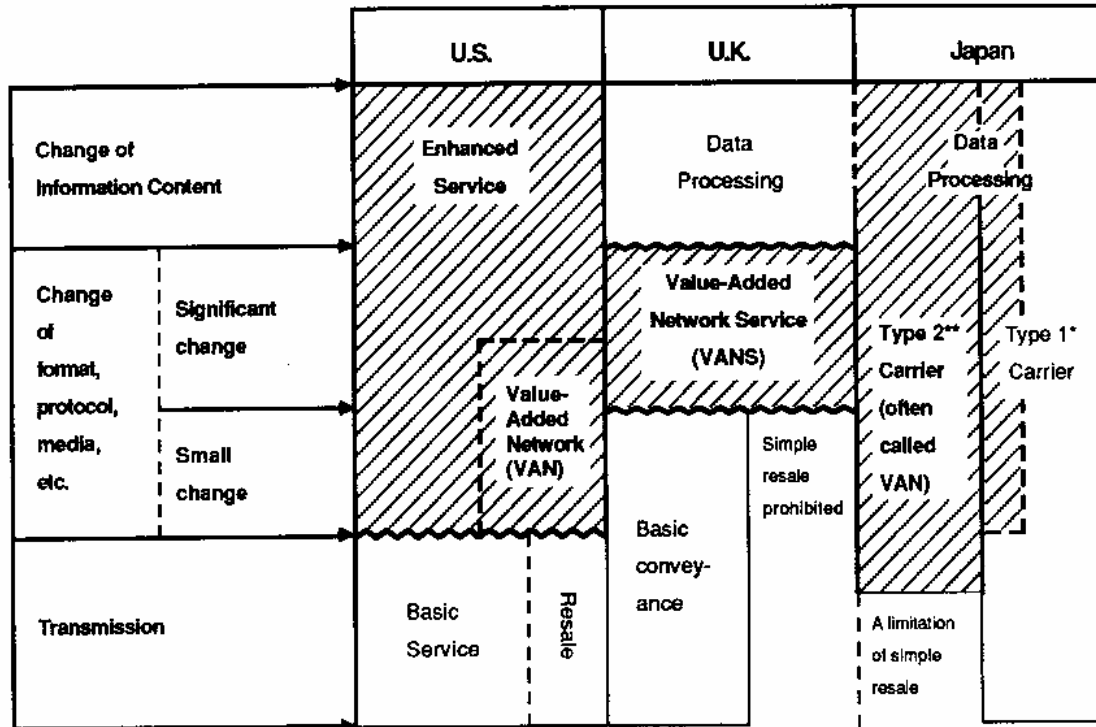 U.S.
U.K.
Japan
Change of
Information Content
Enhanced
Service
Data
Processing
Data
Processing
Change
of
format,
protocol,
media,
etc.
Significant
change
Small
change
Value-
Added
Network
(VAN)
Value-Added
Network Service
(VANS)
Simple
resale
prohibited
Basic
convey-
ance
Type 2**
Carrier
(often
called
VAN)
Type 1*
Carrier
Transmission
Basic
Service
Resale
A limitation
of simple
resale